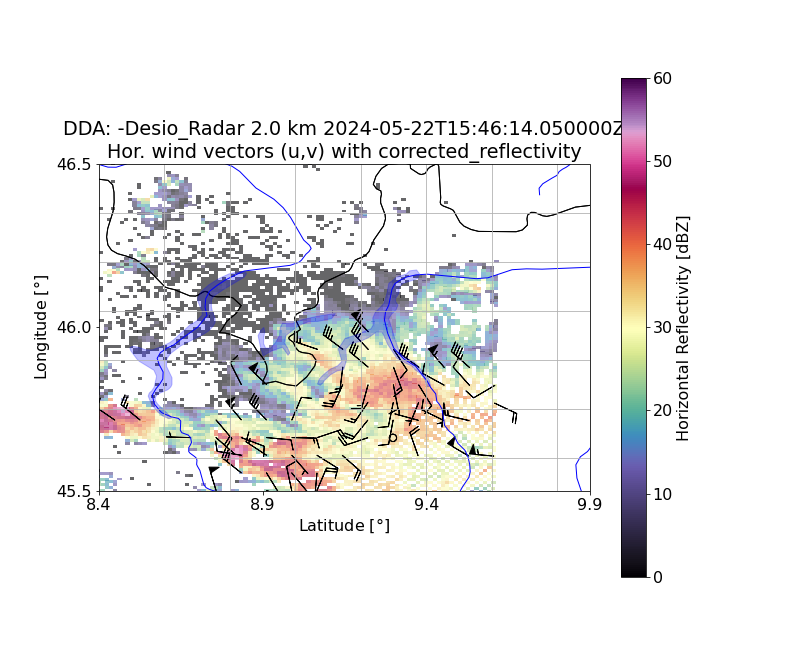 DDA: -Desio_Radar 2.0 km 2024-05-22T15:46:14.050000Z
Hor. wind vectors (u,v) with corrected_reflectivity
46.5
46.0
45.5
8.4
8.9
9.4
9.9
Latitude [°]
Longitude [°]
60
50
40
30
20
10
0
Horizontal Reflectivity [dBZ]